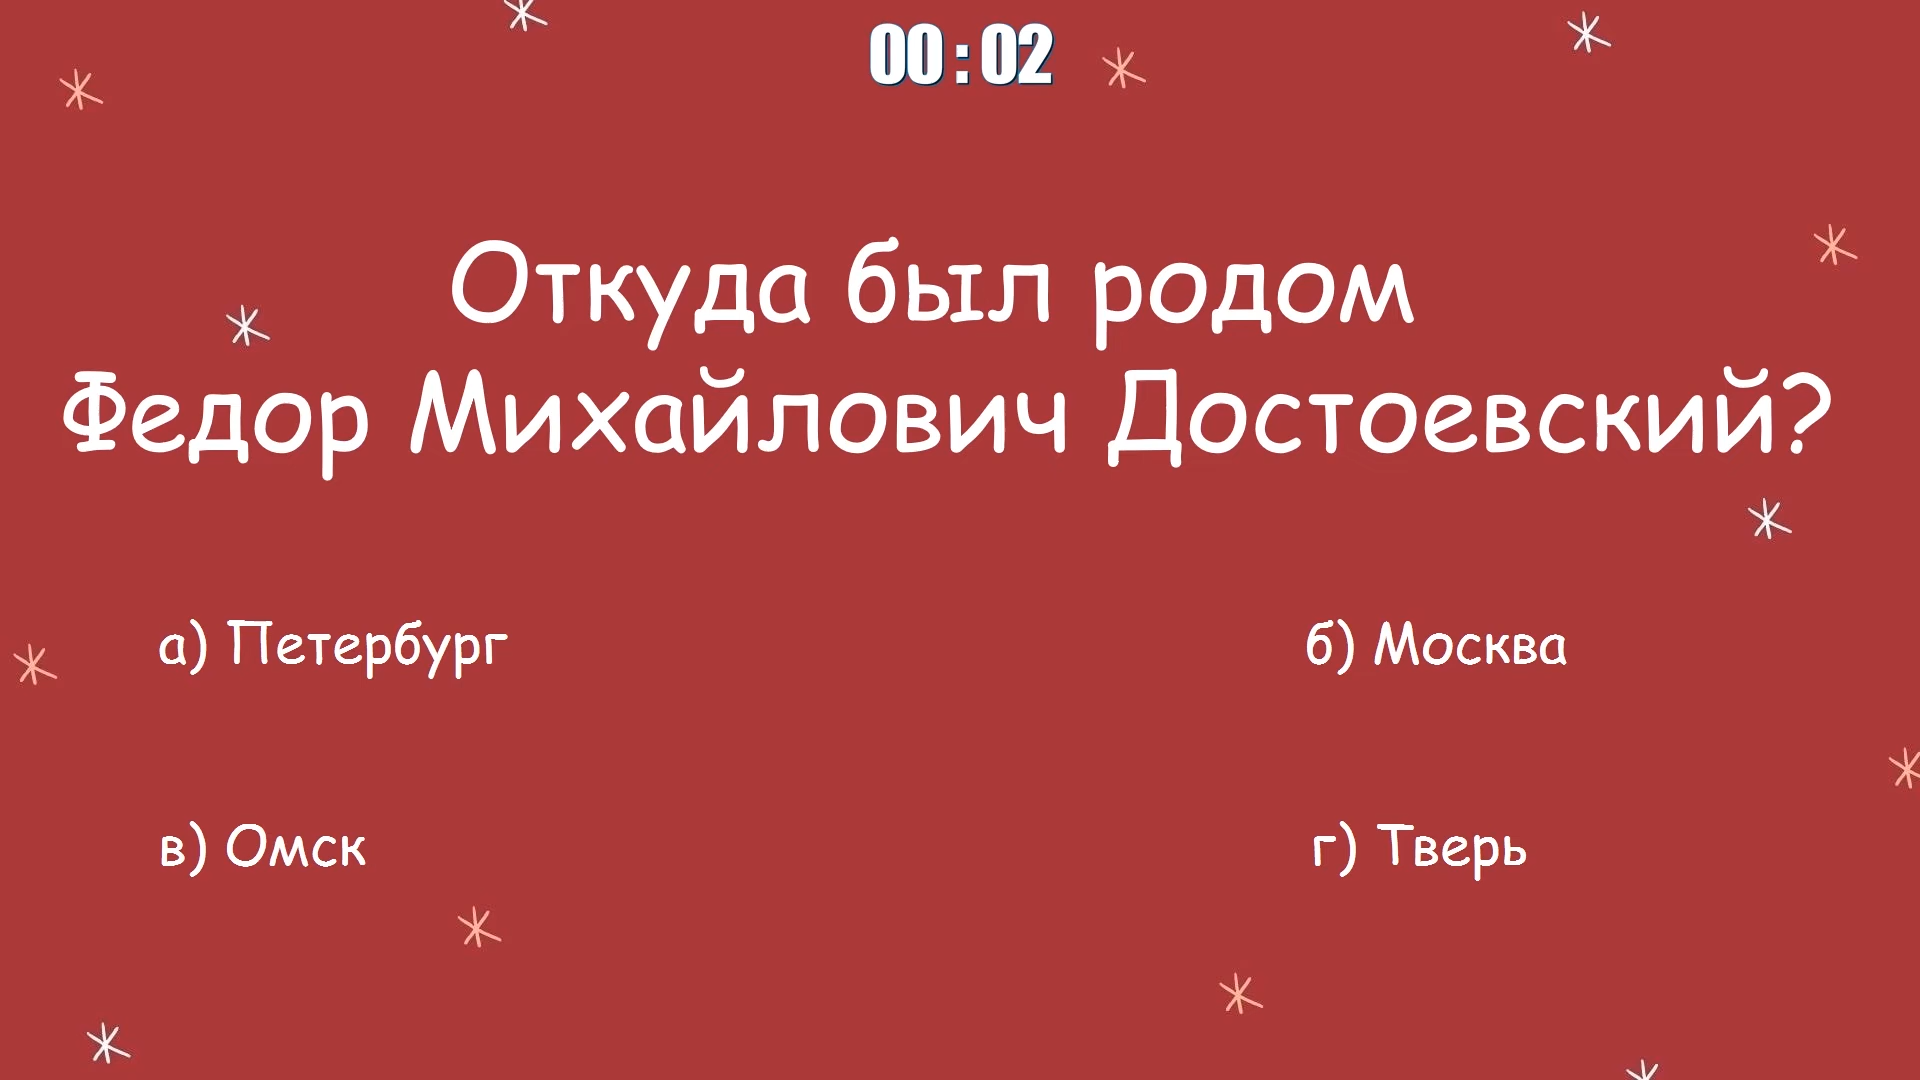 00:02
Откуда был родом
Федор Михайлович Достоевский?
а) Петербург
б) Москва
в) Омск
г) Тверь